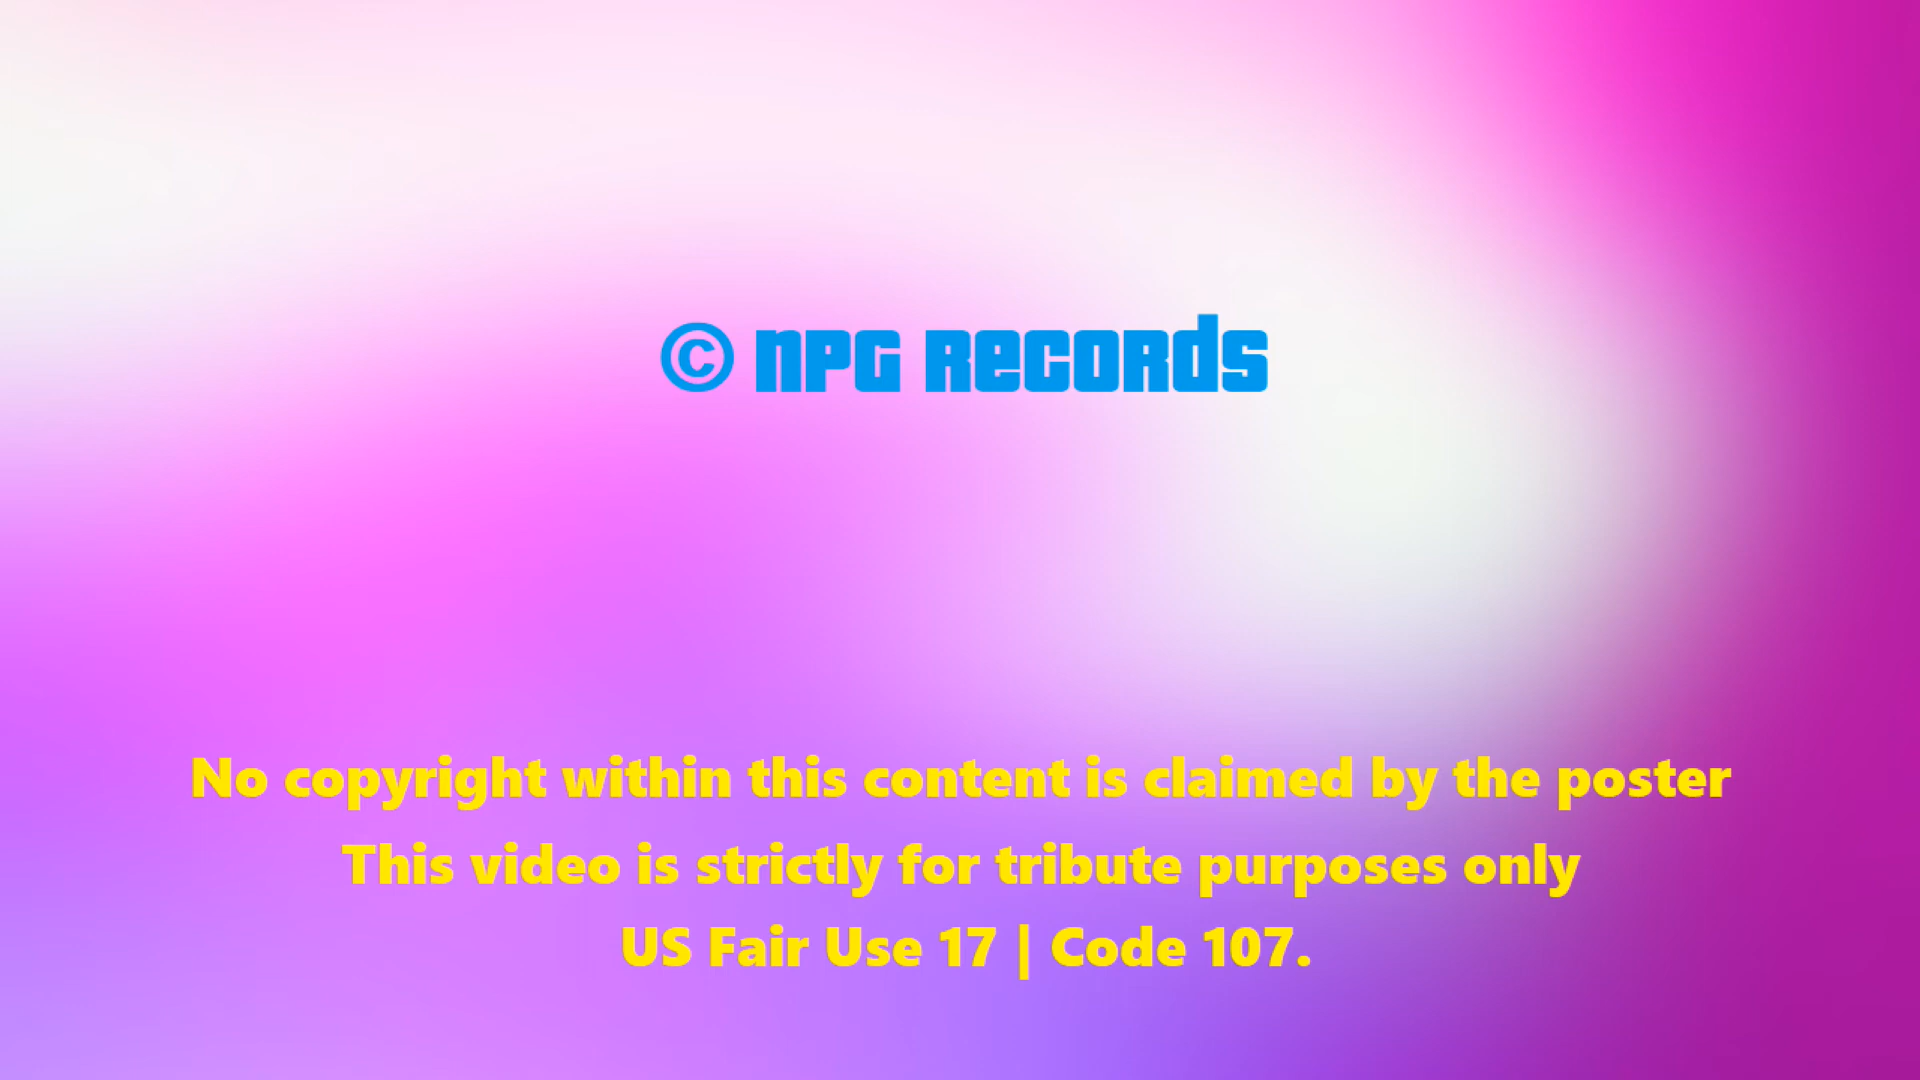 © NPG Records
No copyright within this content is claimed by the poster
This video is strictly for tribute purposes only
US Fair Use 17 | Code 107.